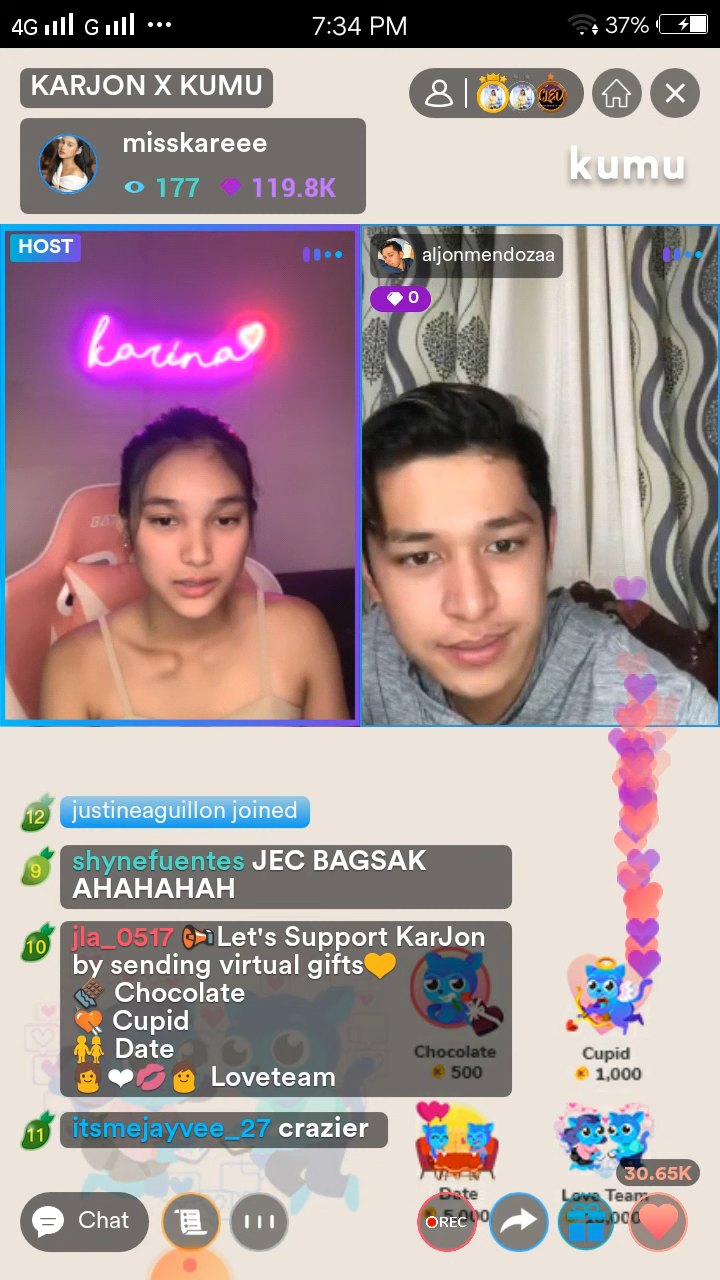 4G G 7:34 PM 37%
KARJON X KUMU
misskareee
177 119.8K
kumu
HOST
aljonmendozaa
0
karina
12 justineaguillon joined
9 shynefuentes JEC BAGSAK
AHAHAHAH
10 jla_0517 Let's Support KarJon
by sending virtual gifts
Chocolate
Cupid
Date
Loveteam
Chocolate
500
Cupid
1,000
11 itsmejayvee_27 crazier
Date
5,000
Love Team
30.65K
Chat
REC